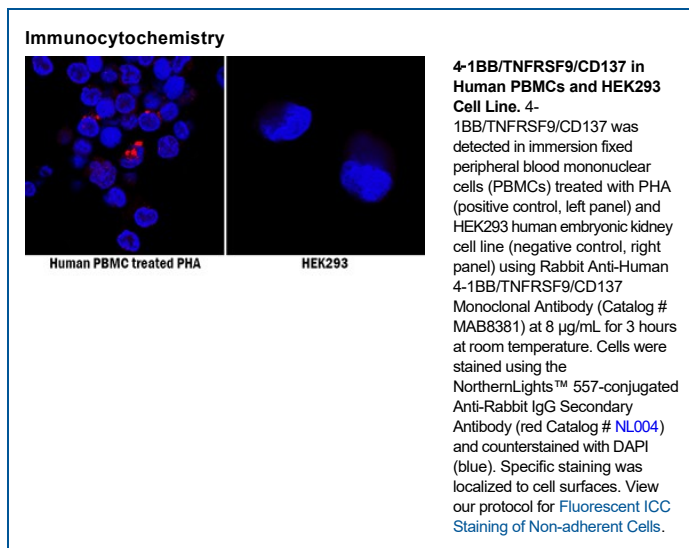 Immunocytochemistry
Human PBMC treated PHA
HEK293
4-1BB/TNFRSF9/CD137 in
Human PBMCs and HEK293
Cell Line. 4-
1BB/TNFRSF9/CD137 was
detected in immersion fixed
peripheral blood mononuclear
cells (PBMCs) treated with PHA
(positive control, left panel) and
HEK293 human embryonic kidney
cell line (negative control, right
panel) using Rabbit Anti-Human
4-1BB/TNFRSF9/CD137
Monoclonal Antibody (Catalog #
MAB8381) at 8 µg/mL for 3 hours
at room temperature. Cells were
stained using the
NorthernLights™ 557-conjugated
Anti-Rabbit IgG Secondary
Antibody (red Catalog # NL004)
and counterstained with DAPI
(blue). Specific staining was
localized to cell surfaces. View
our protocol for Fluorescent ICC
Staining of Non-adherent Cells.